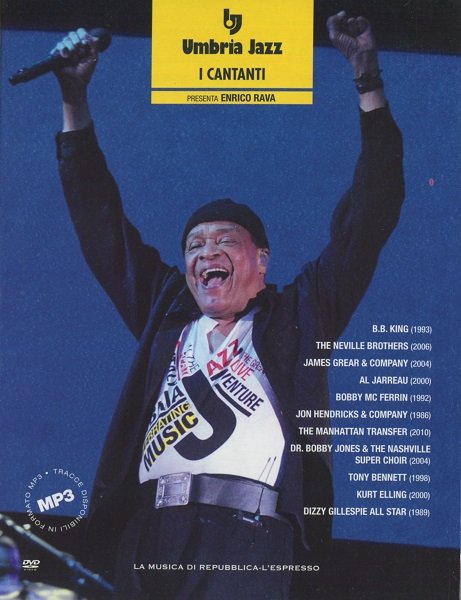 Umbria Jazz
I CANTANTI
PRESENTA ENRICO RAVA
B.B. KING (1993)
THE NEVILLE BROTHERS (2006)
JAMES GREAR & COMPANY (2004)
AL JARREAU (2000)
BOBBY MC FERRIN (1992)
JON HENDRICKS & COMPANY (1986)
THE MANHATTAN TRANSFER (2010)
DR. BOBBY JONES & THE NASHVILLE
SUPER CHOIR (2004)
TONY BENNETT (1998)
KURT ELLING (2000)
DIZZY GILLESPIE ALL STAR (1989)
JAZZ
LOVE
VENTURE
MUSIC
MP3
• TRACCE DISPONIBILI IN FORMATO MP3
DVD
VIDEO
LA MUSICA DI REPUBBLICA-L'ESPRESSO